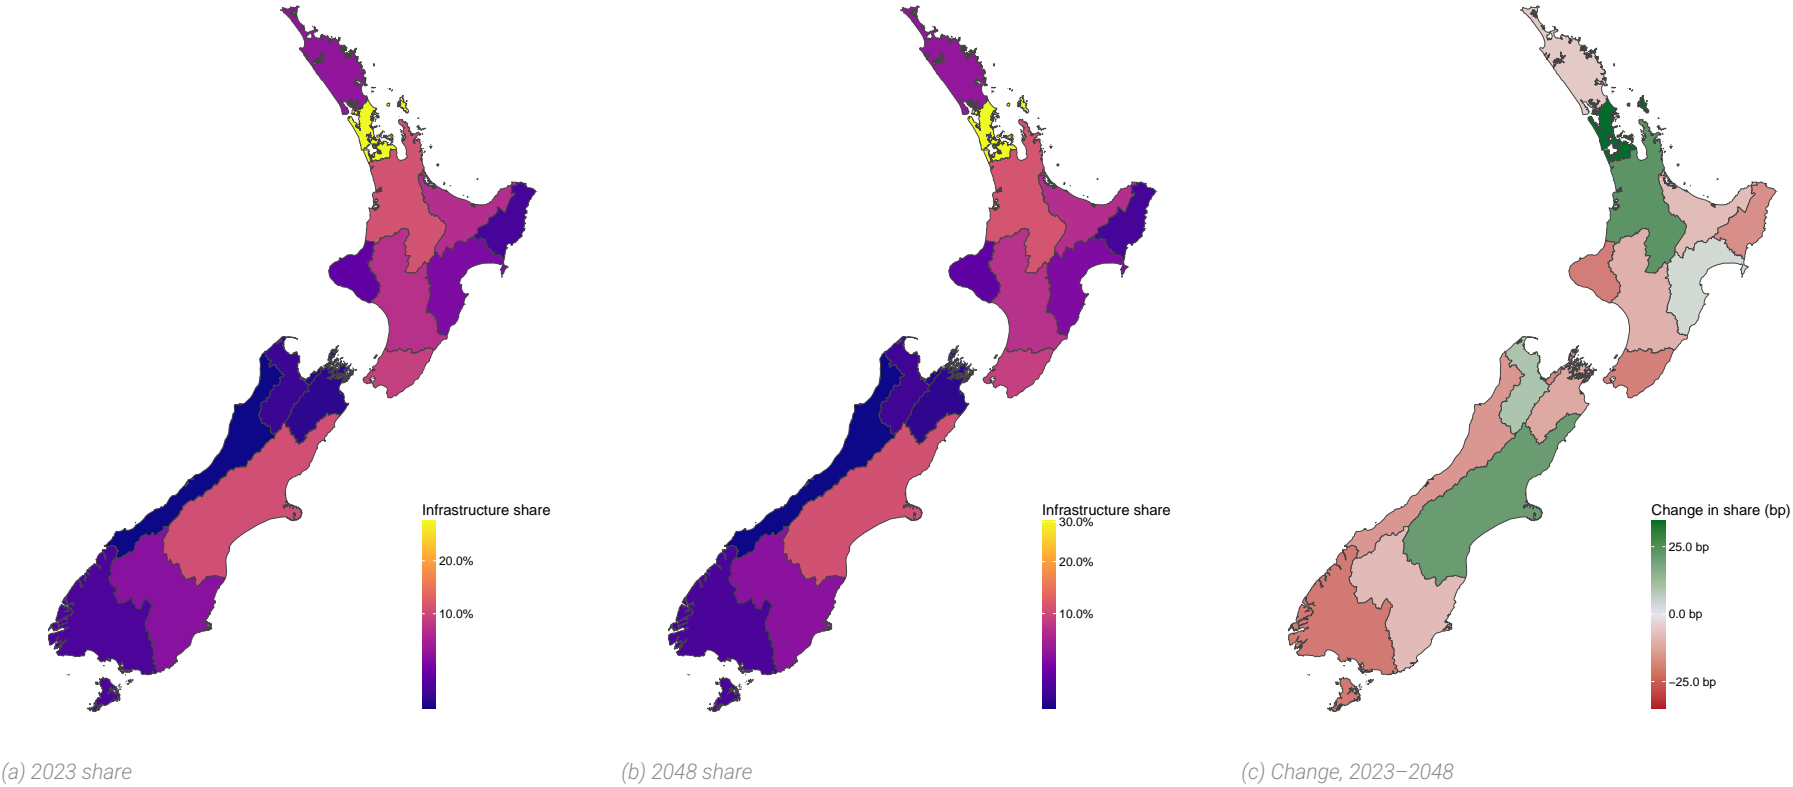 Infrastructure share
20.0%
10.0%
(a) 2023 share
Infrastructure share
30.0%
20.0%
10.0%
(b) 2048 share
Change in share (bp)
25.0 bp
0.0 bp
−25.0 bp
(c) Change, 2023–2048